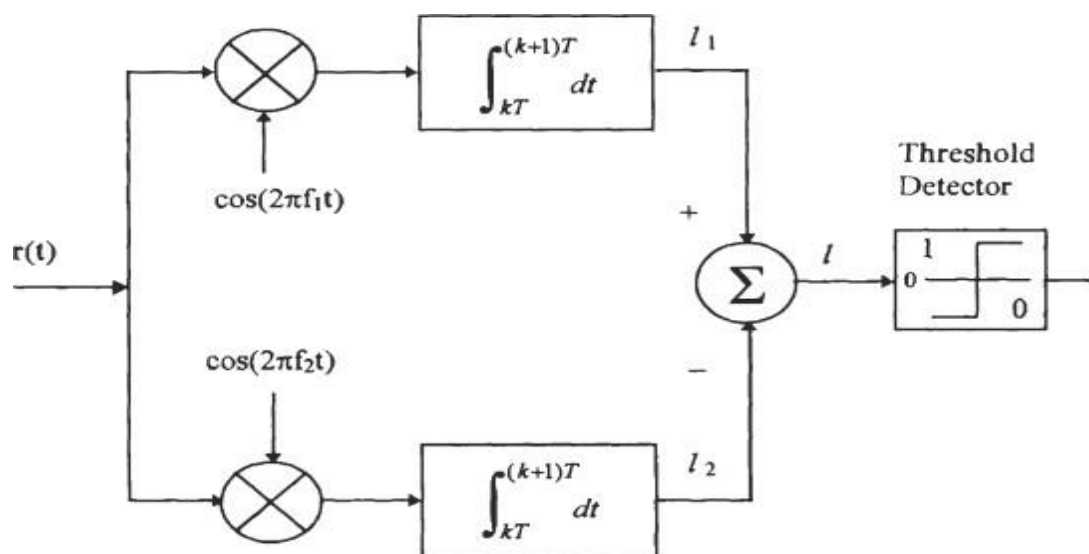 ∫_{kT}^{(k+1)T} dt
l 1
cos(2πf₁t)
Threshold
Detector
r(t)
+
Σ
l
1
0
0
cos(2πf₂t)
−
∫_{kT}^{(k+1)T} dt
l 2